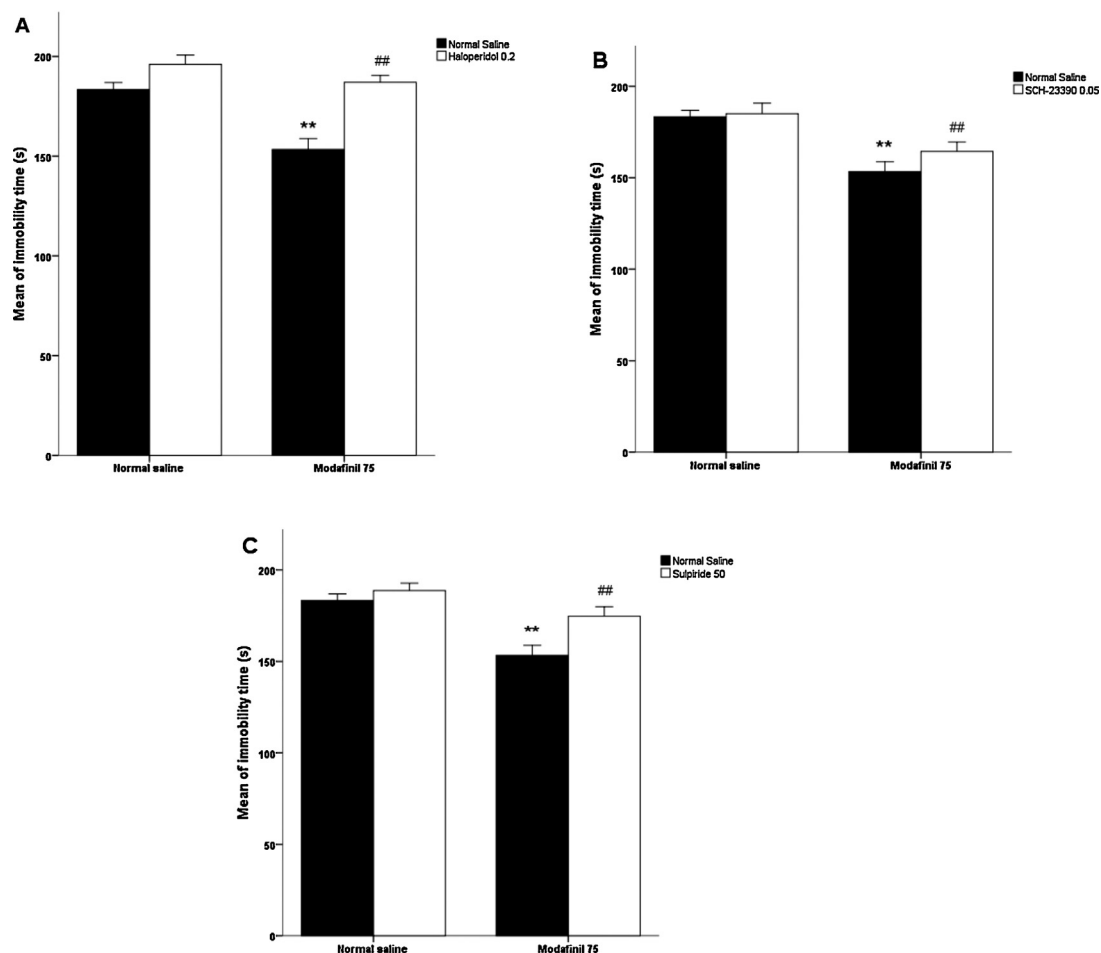 A
Normal Saline
Haloperidol 0.2
Mean of immobility time (s)
200
150
100
50
0
**
##
Normal saline
Modafinil 75
B
Normal Saline
SCH-23390 0.05
Mean of immobility time (s)
200
150
100
50
0
**
##
Normal saline
Modafinil 75
C
Normal Saline
Sulpiride 50
Mean of immobility time (s)
200
150
100
50
0
**
##
Normal saline
Modafinil 75